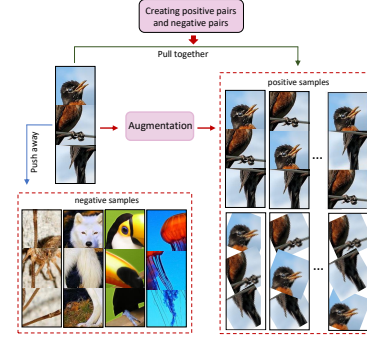 Creating positive pairs
and negative pairs
Pull together
positive samples
Augmentation
Push away
negative samples
...
...